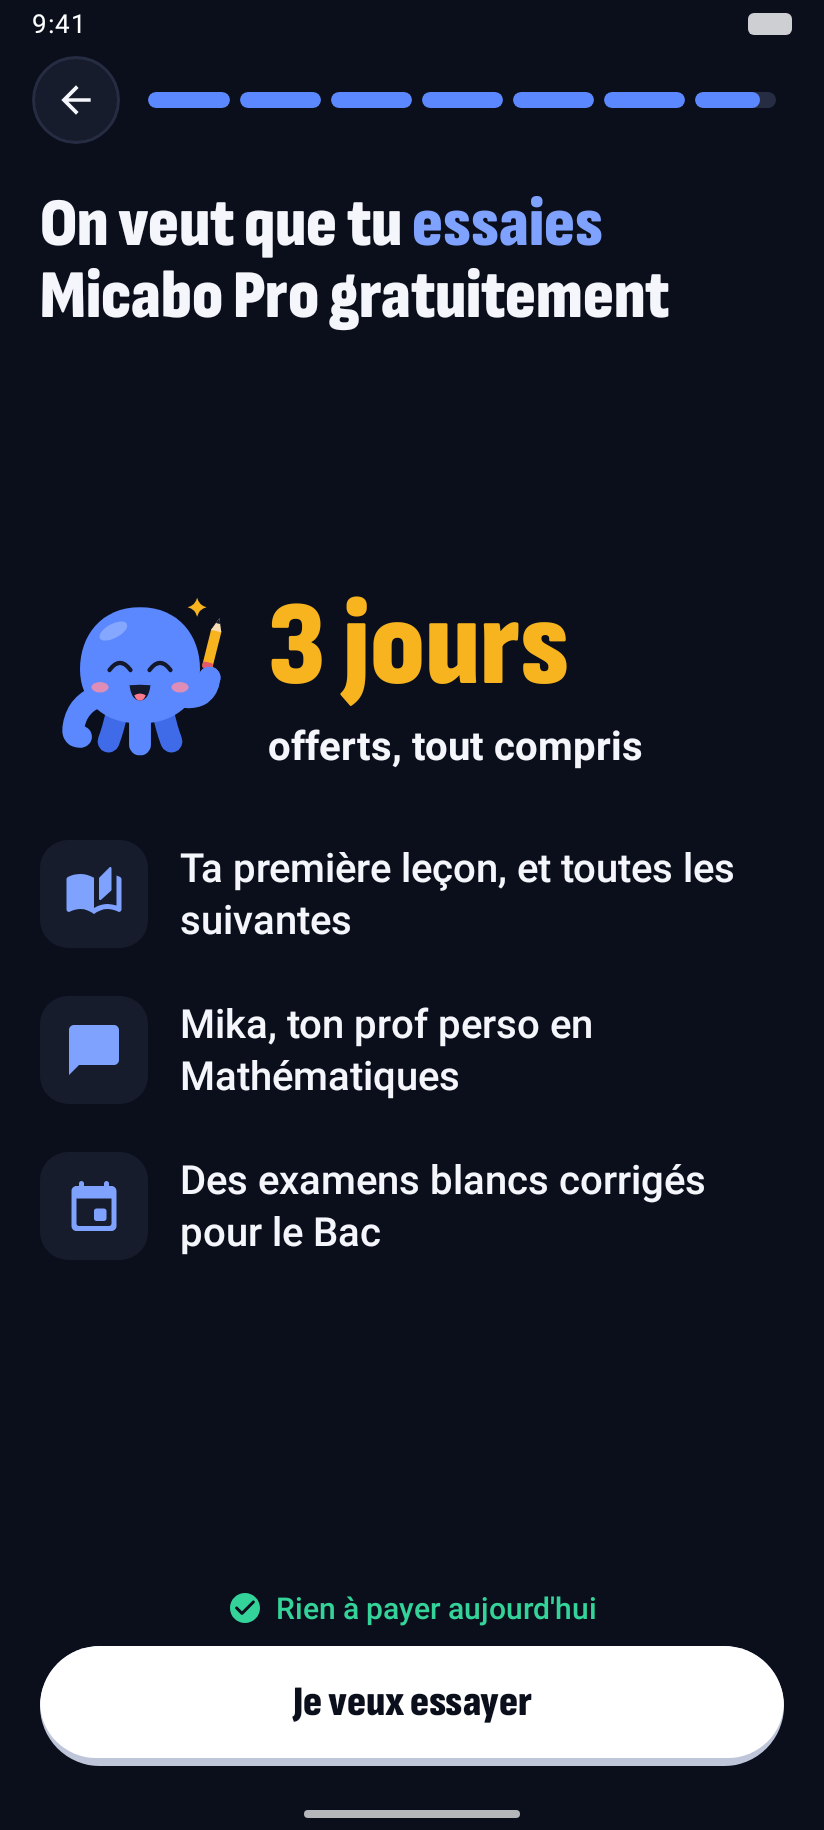 9:41
On veut que tu essaies
Micabo Pro gratuitement
3 jours
offerts, tout compris
Ta première leçon, et toutes les
suivantes
Mika, ton prof perso en
Mathématiques
Des examens blancs corrigés
pour le Bac
Rien à payer aujourd'hui
Je veux essayer